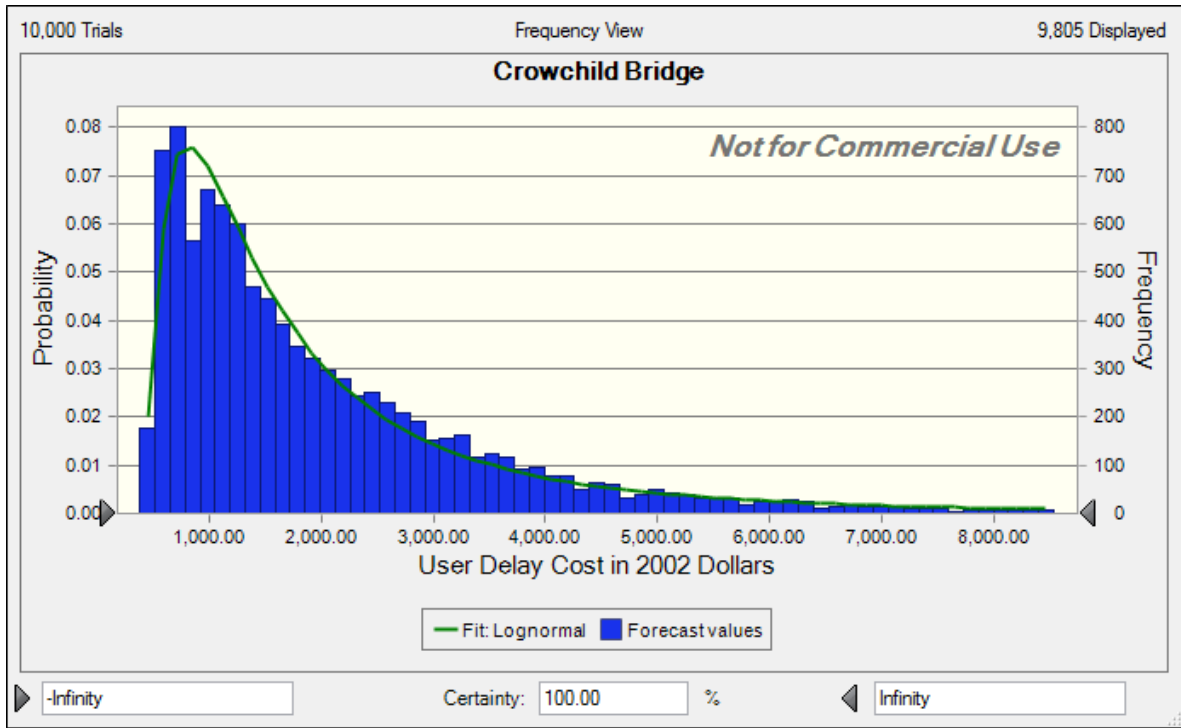 10,000 Trials Frequency View 9,805 Displayed
Crowchild Bridge
Not for Commercial Use
Probability
0.08
0.07
0.06
0.05
0.04
0.03
0.02
0.01
0.00
800
700
600
500
400
300
200
100
0
Frequency
1,000.00 2,000.00 3,000.00 4,000.00 5,000.00 6,000.00 7,000.00 8,000.00
User Delay Cost in 2002 Dollars
Fit: Lognormal Forecast values
-Infinity Certainty: 100.00 % Infinity